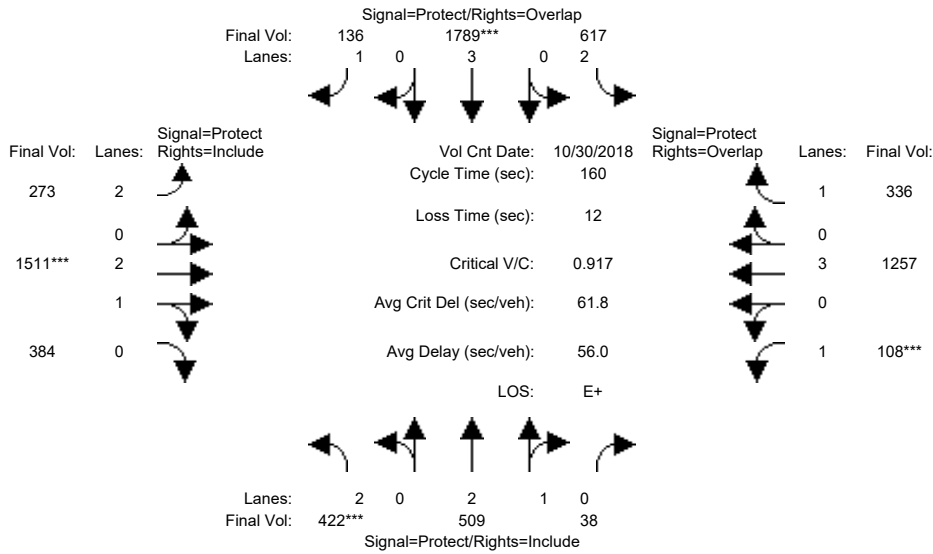 Signal=Protect/Rights=Overlap
Final Vol: 136 1789*** 617
Lanes: 1 0 3 0 2
Signal=Protect Signal=Protect
Final Vol: Lanes: Rights=Include Vol Cnt Date: 10/30/2018 Rights=Overlap Lanes: Final Vol:
Cycle Time (sec): 160
273 2 1 336
Loss Time (sec): 12
0 0
1511*** 2 Critical V/C: 0.917 3 1257
1 Avg Crit Del (sec/veh): 61.8 0
384 0 Avg Delay (sec/veh): 56.0 1 108***
LOS: E+
Lanes: 2 0 2 1 0
Final Vol: 422*** 509 38
Signal=Protect/Rights=Include